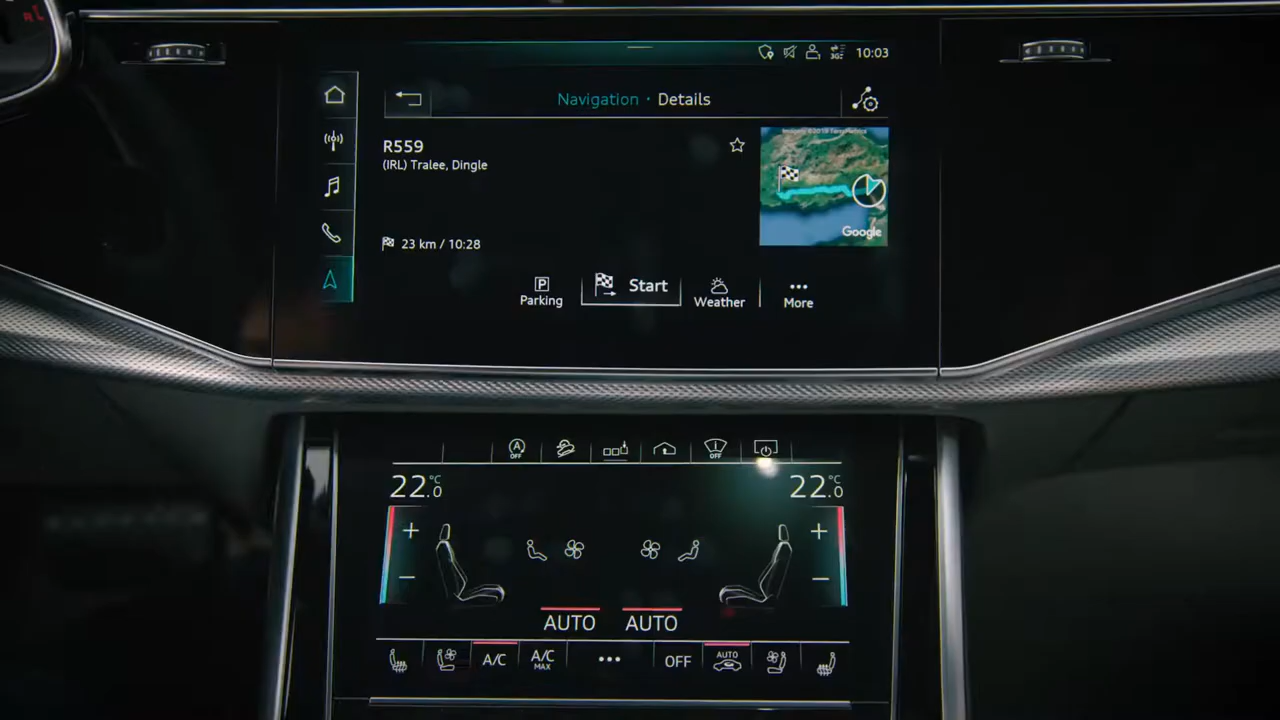 3G 10:03
Navigation · Details
R559
(IRL) Tralee, Dingle
Google
23 km / 10:28
P
Parking
Start
Weather
More
A
OFF
OFF
22.0 °C
22.0 °C
+
+
−
−
AUTO
AUTO
A/C
A/C
MAX
OFF
AUTO